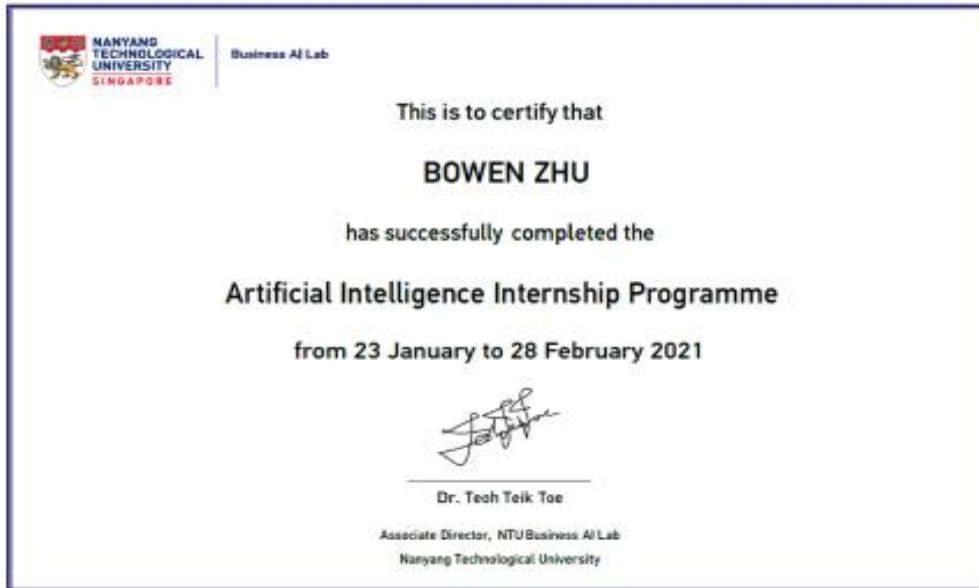 NANYANG
TECHNOLOGICAL
UNIVERSITY
SINGAPORE
Business AI Lab
This is to certify that
BOWEN ZHU
has successfully completed the
Artificial Intelligence Internship Programme
from 23 January to 28 February 2021
Dr. Teoh Teik Toe
Associate Director, NTU Business AI Lab
Nanyang Technological University